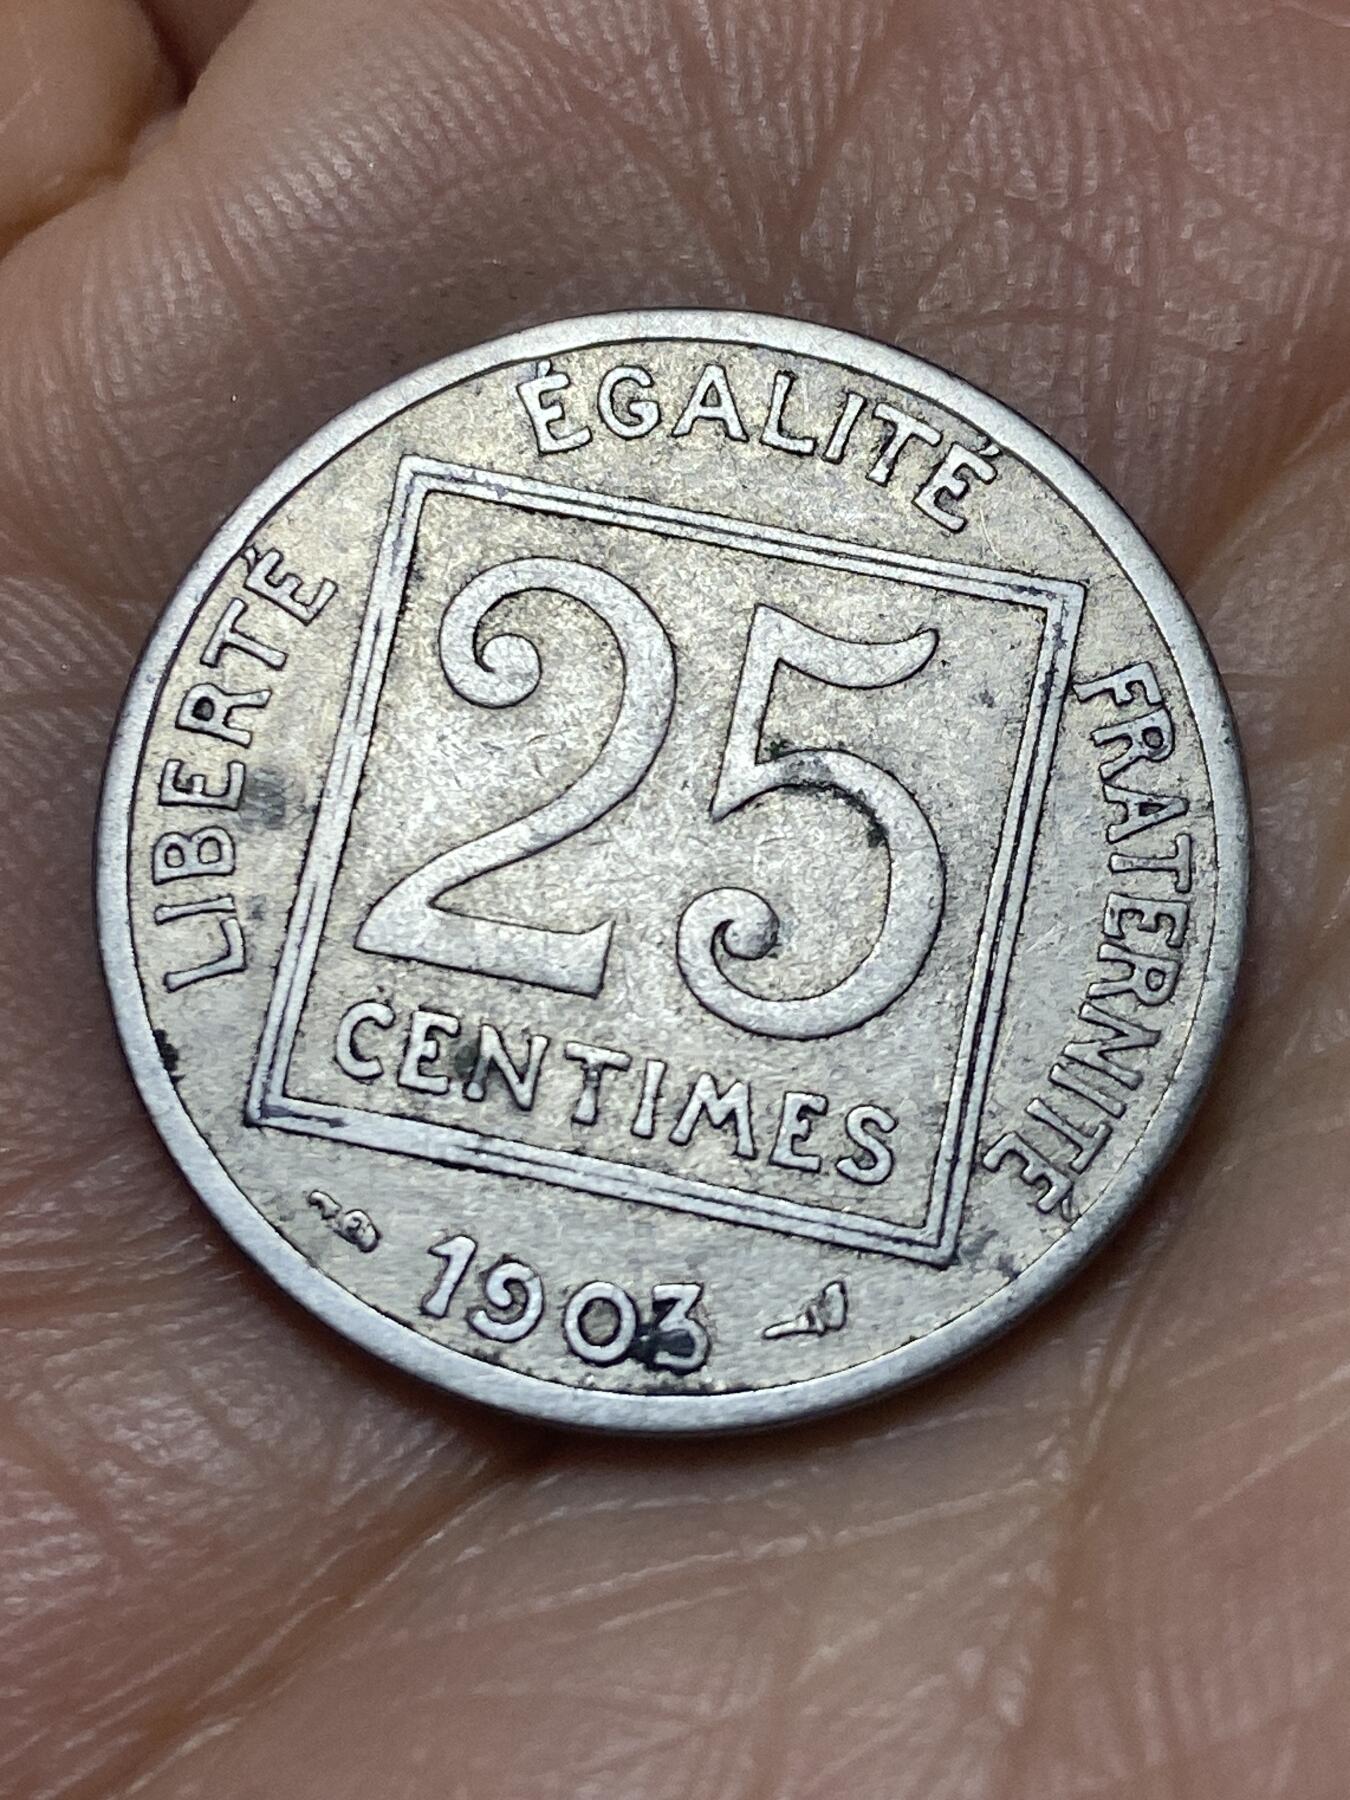 LIBERTÉ
ÉGALITÉ
FRATERNITÉ
25
CENTIMES
1903